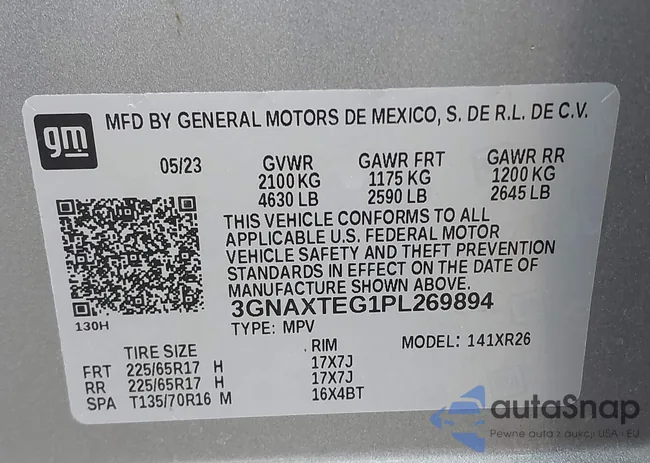 gm
MFD BY GENERAL MOTORS DE MEXICO, S. DE R.L. DE C.V.
05/23 GVWR GAWR FRT GAWR RR
2100 KG 1175 KG 1200 KG
4630 LB 2590 LB 2645 LB
THIS VEHICLE CONFORMS TO ALL
APPLICABLE U.S. FEDERAL MOTOR
VEHICLE SAFETY AND THEFT PREVENTION
STANDARDS IN EFFECT ON THE DATE OF
MANUFACTURE SHOWN ABOVE.
3GNAXTEG1PL269894
130H
TYPE: MPV MODEL: 141XR26
TIRE SIZE RIM
FRT 225/65R17 H 17X7J
RR 225/65R17 H 17X7J
SPA T135/70R16 M 16X4BT
autaSnap
Pewne auta z aukcji USA i EU